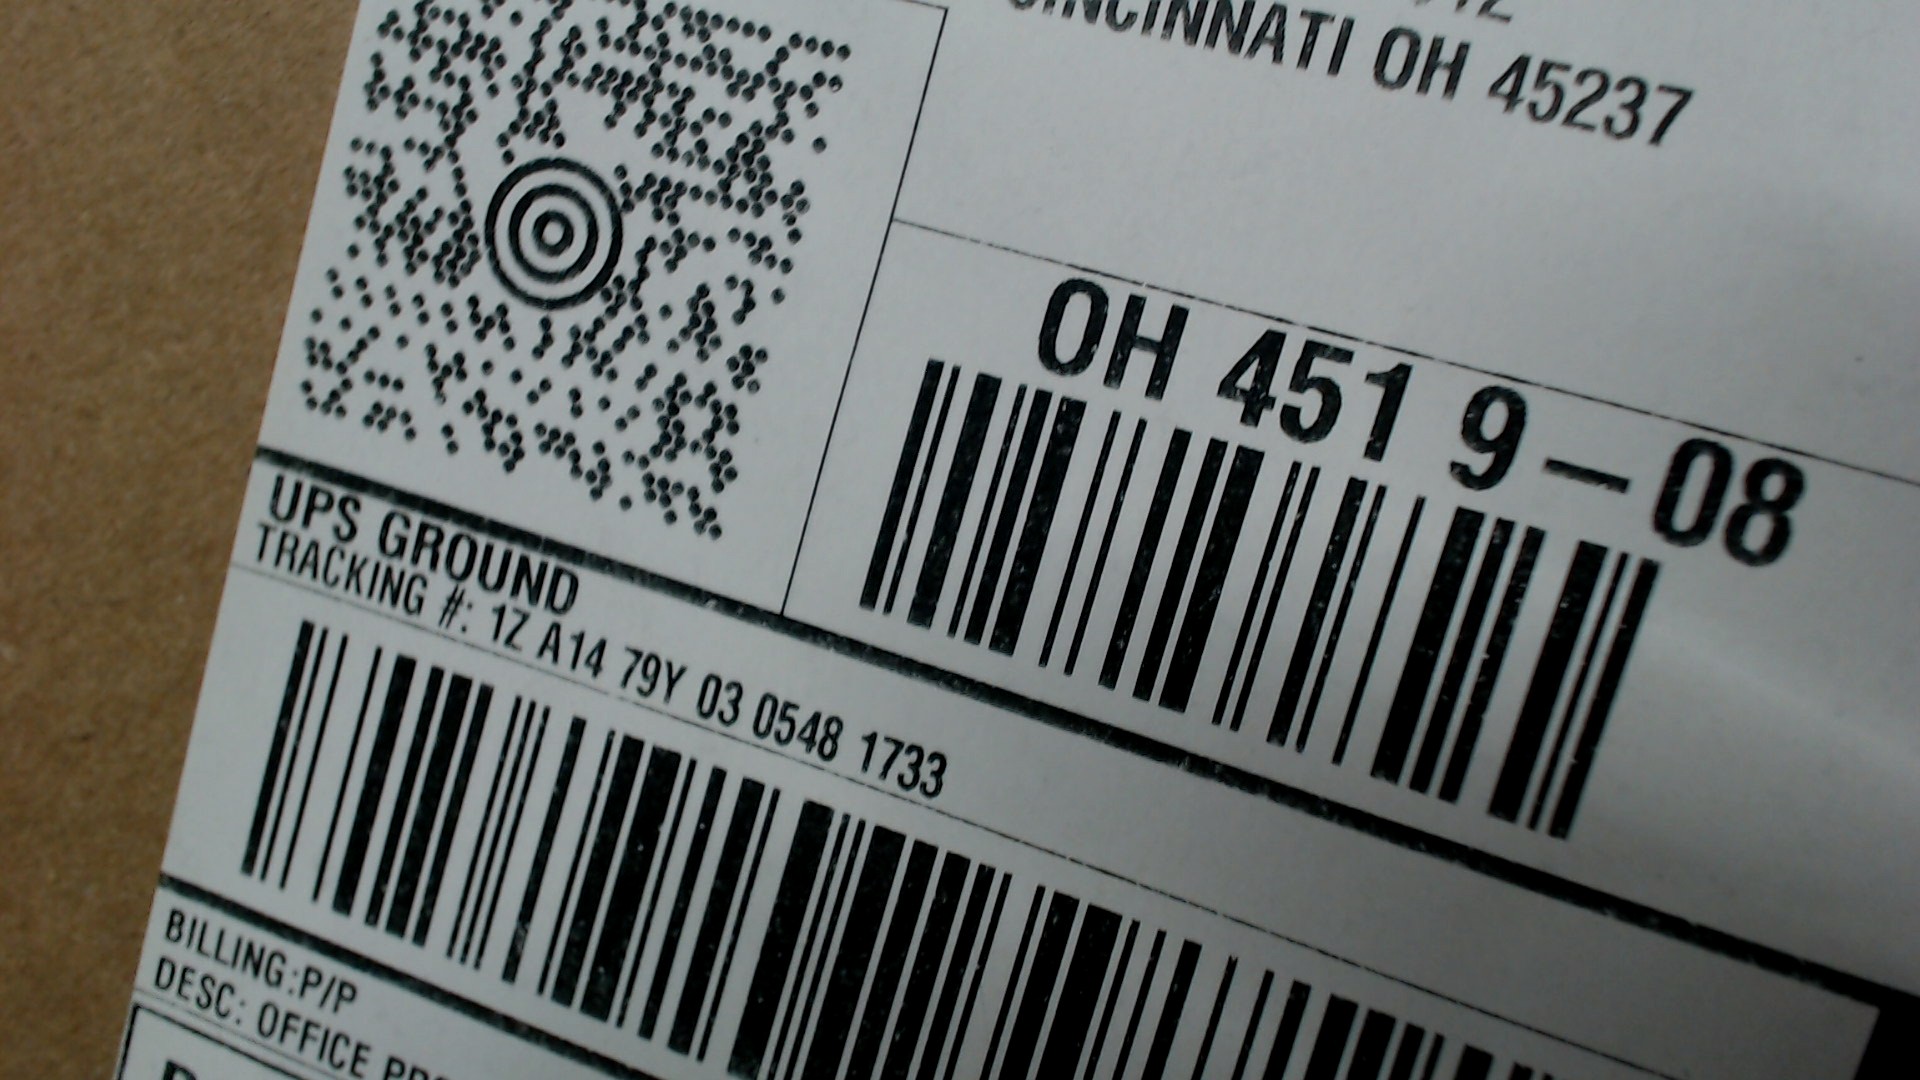 CINCINNATI OH 45237
OH 451 9-08
UPS GROUND
TRACKING #: 1Z A14 79Y 03 0548 1733
BILLING:P/P
DESC: OFFICE